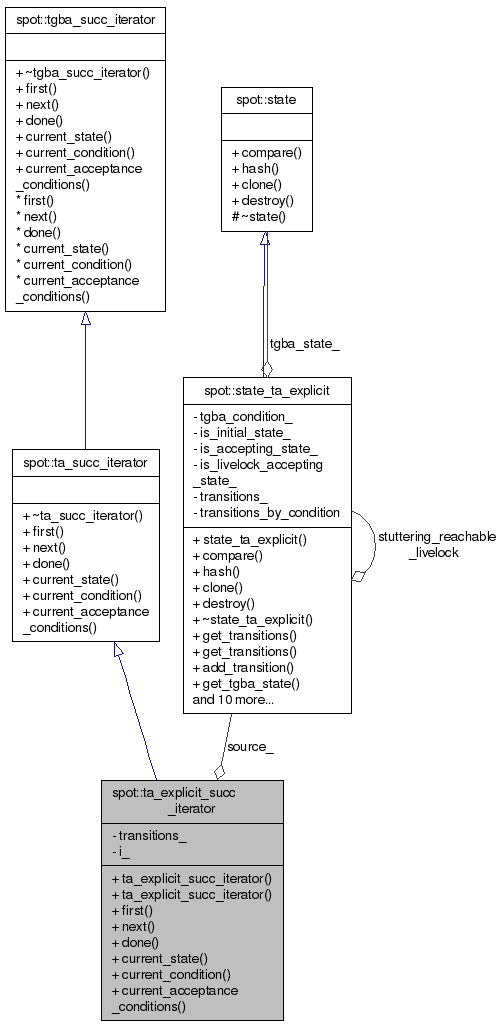 spot::tgba_succ_iterator
+ ~tgba_succ_iterator()
+ first()
+ next()
+ done()
+ current_state()
+ current_condition()
+ current_acceptance
_conditions()
* first()
* next()
* done()
* current_state()
* current_condition()
* current_acceptance
_conditions()
spot::state
+ compare()
+ hash()
+ clone()
+ destroy()
# ~state()
tgba_state_
spot::state_ta_explicit
- tgba_condition_
- is_initial_state_
- is_accepting_state_
- is_livelock_accepting
_state_
- transitions_
- transitions_by_condition
+ state_ta_explicit()
+ compare()
+ hash()
+ clone()
+ destroy()
+ ~state_ta_explicit()
+ get_transitions()
+ get_transitions()
+ add_transition()
+ get_tgba_state()
and 10 more...
stuttering_reachable
_livelock
spot::ta_succ_iterator
+ ~ta_succ_iterator()
+ first()
+ next()
+ done()
+ current_state()
+ current_condition()
+ current_acceptance
_conditions()
source_
spot::ta_explicit_succ
_iterator
- transitions_
- i_
+ ta_explicit_succ_iterator()
+ ta_explicit_succ_iterator()
+ first()
+ next()
+ done()
+ current_state()
+ current_condition()
+ current_acceptance
_conditions()